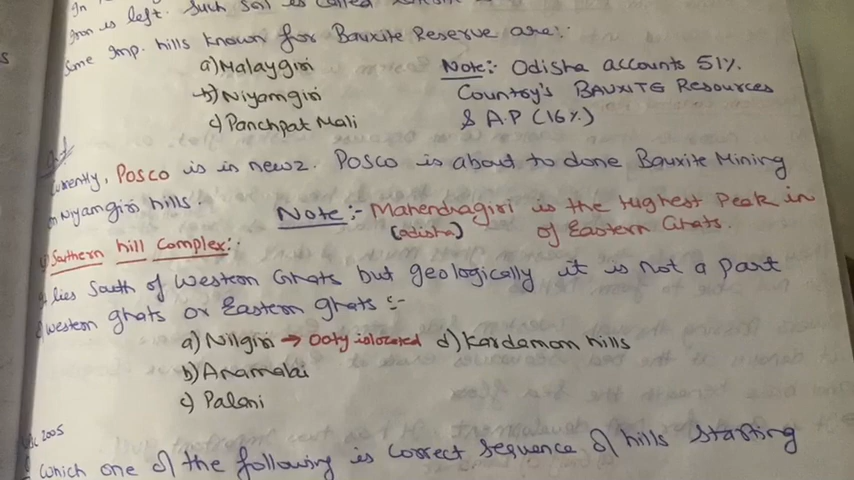 iron is left. Such soil is called
Some Imp. hills known for Bauxite Reserve are:
a) Malaygiri
b) Niyamgiri
c) Panchpat Mali
Note:- Odisha accounts 51%
Country's BAUXITE Resources
& A.P (16%)
Currently, Posco is in newz. Posco is about to done Bauxite Mining
in Niyamgiri hills.
Note:- Mahendragiri is the Highest Peak in
(odisha) of Eastern Ghats.
Southern hill Complex:
It lies South of Western Ghats but geologically it is not a part
of western ghats or Eastern ghats :-
a) Nilgiri → Ooty is located d) Kardamom hills
b) Anamalai
c) Palani
2005
Which one of the following is correct sequence of hills starting